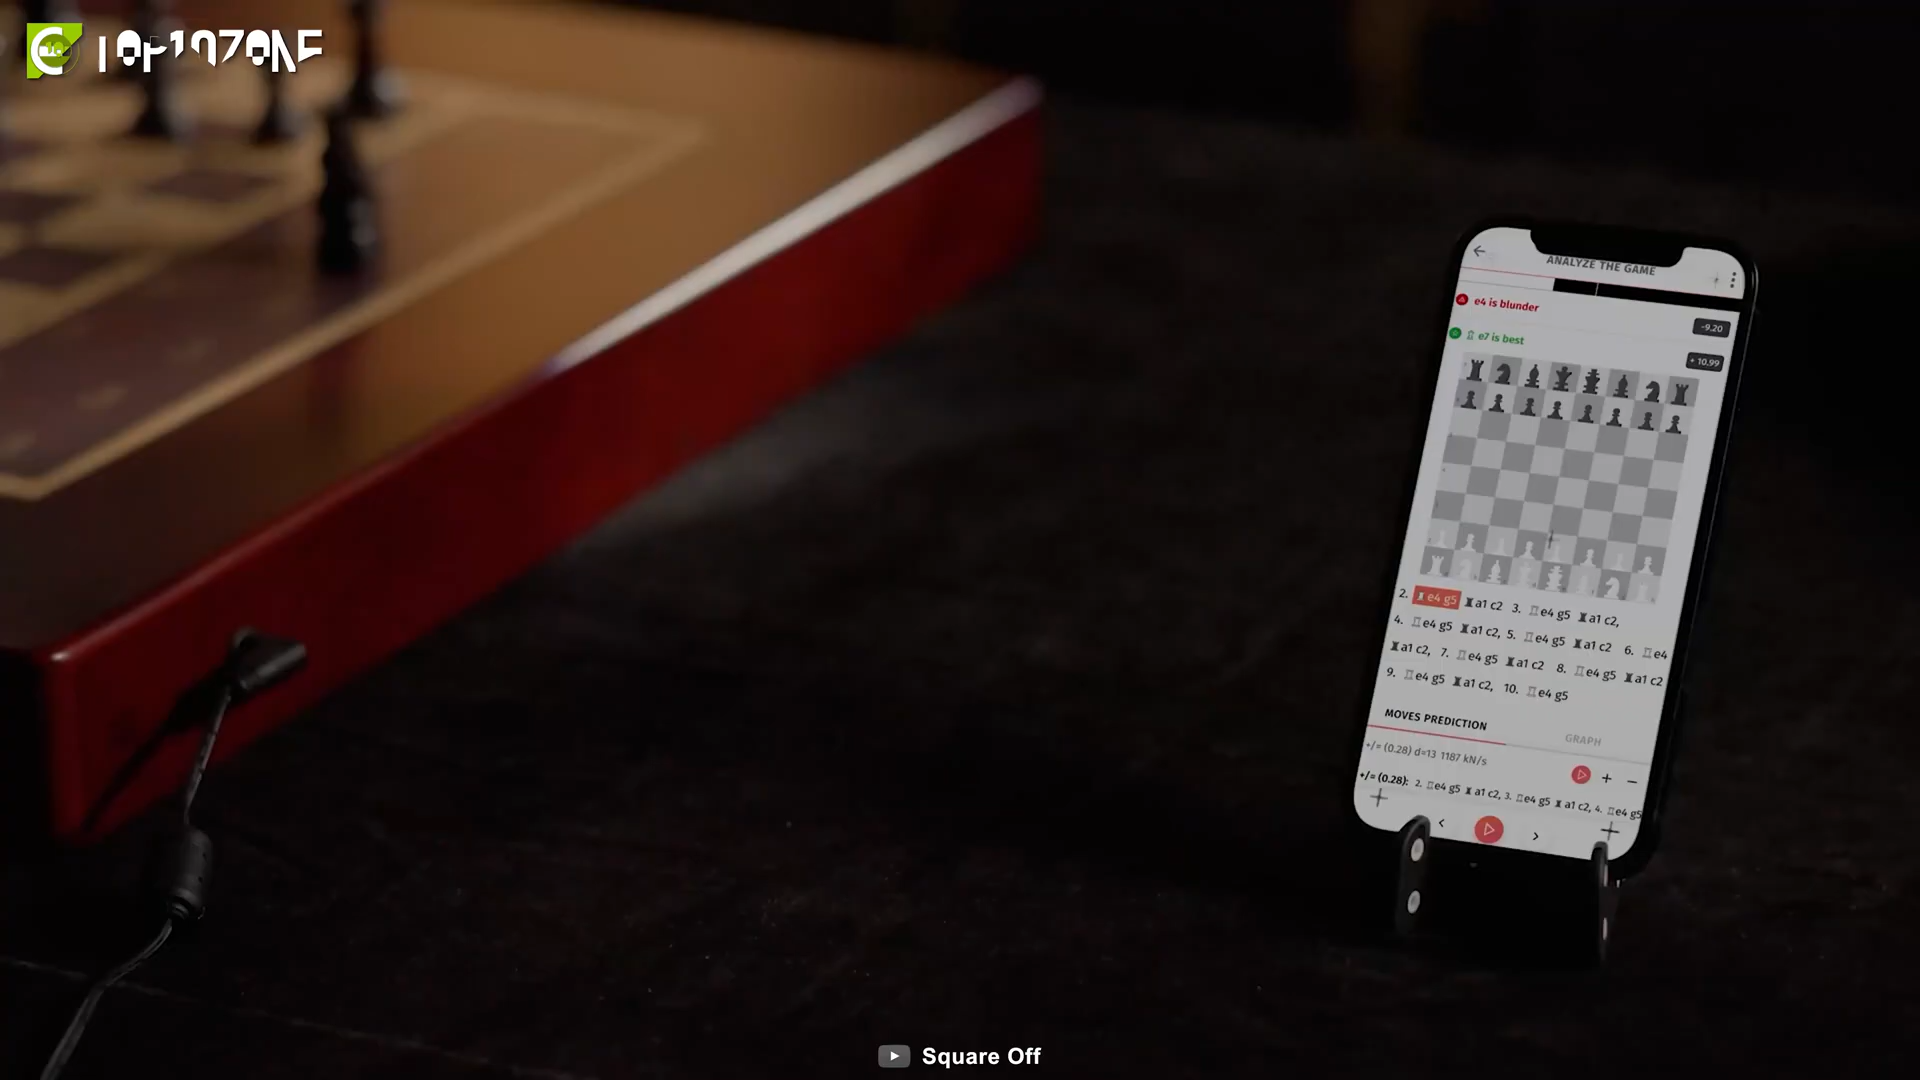 TOP10ZONE
ANALYZE THE GAME
e4 is blunder
-9.20
e7 is best
+ 10.99
2. e4 g5 a1 c2 3. e4 g5 a1 c2,
4. e4 g5 a1 c2, 5. e4 g5 a1 c2 6. e4
a1 c2, 7. e4 g5 a1 c2 8. e4 g5 a1 c2
9. e4 g5 a1 c2, 10. e4 g5
MOVES PREDICTION
GRAPH
+/= (0.28) d=13 1187 kN/s
+/= (0.28): 2. e4 g5 a1 c2, 3. e4 g5 a1 c2, 4. e4 g5
Square Off